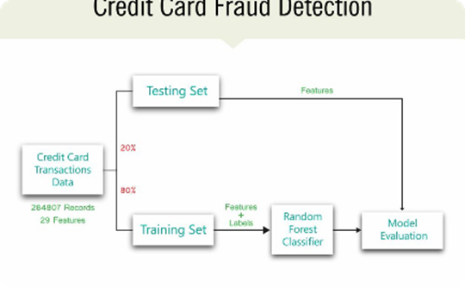 Credit Card Fraud Detection
Testing Set
Features
20%
Credit Card
Transactions
Data
80%
284807 Records
29 Features
Training Set
Features
+
Labels
Random
Forest
Classifier
Model
Evaluation